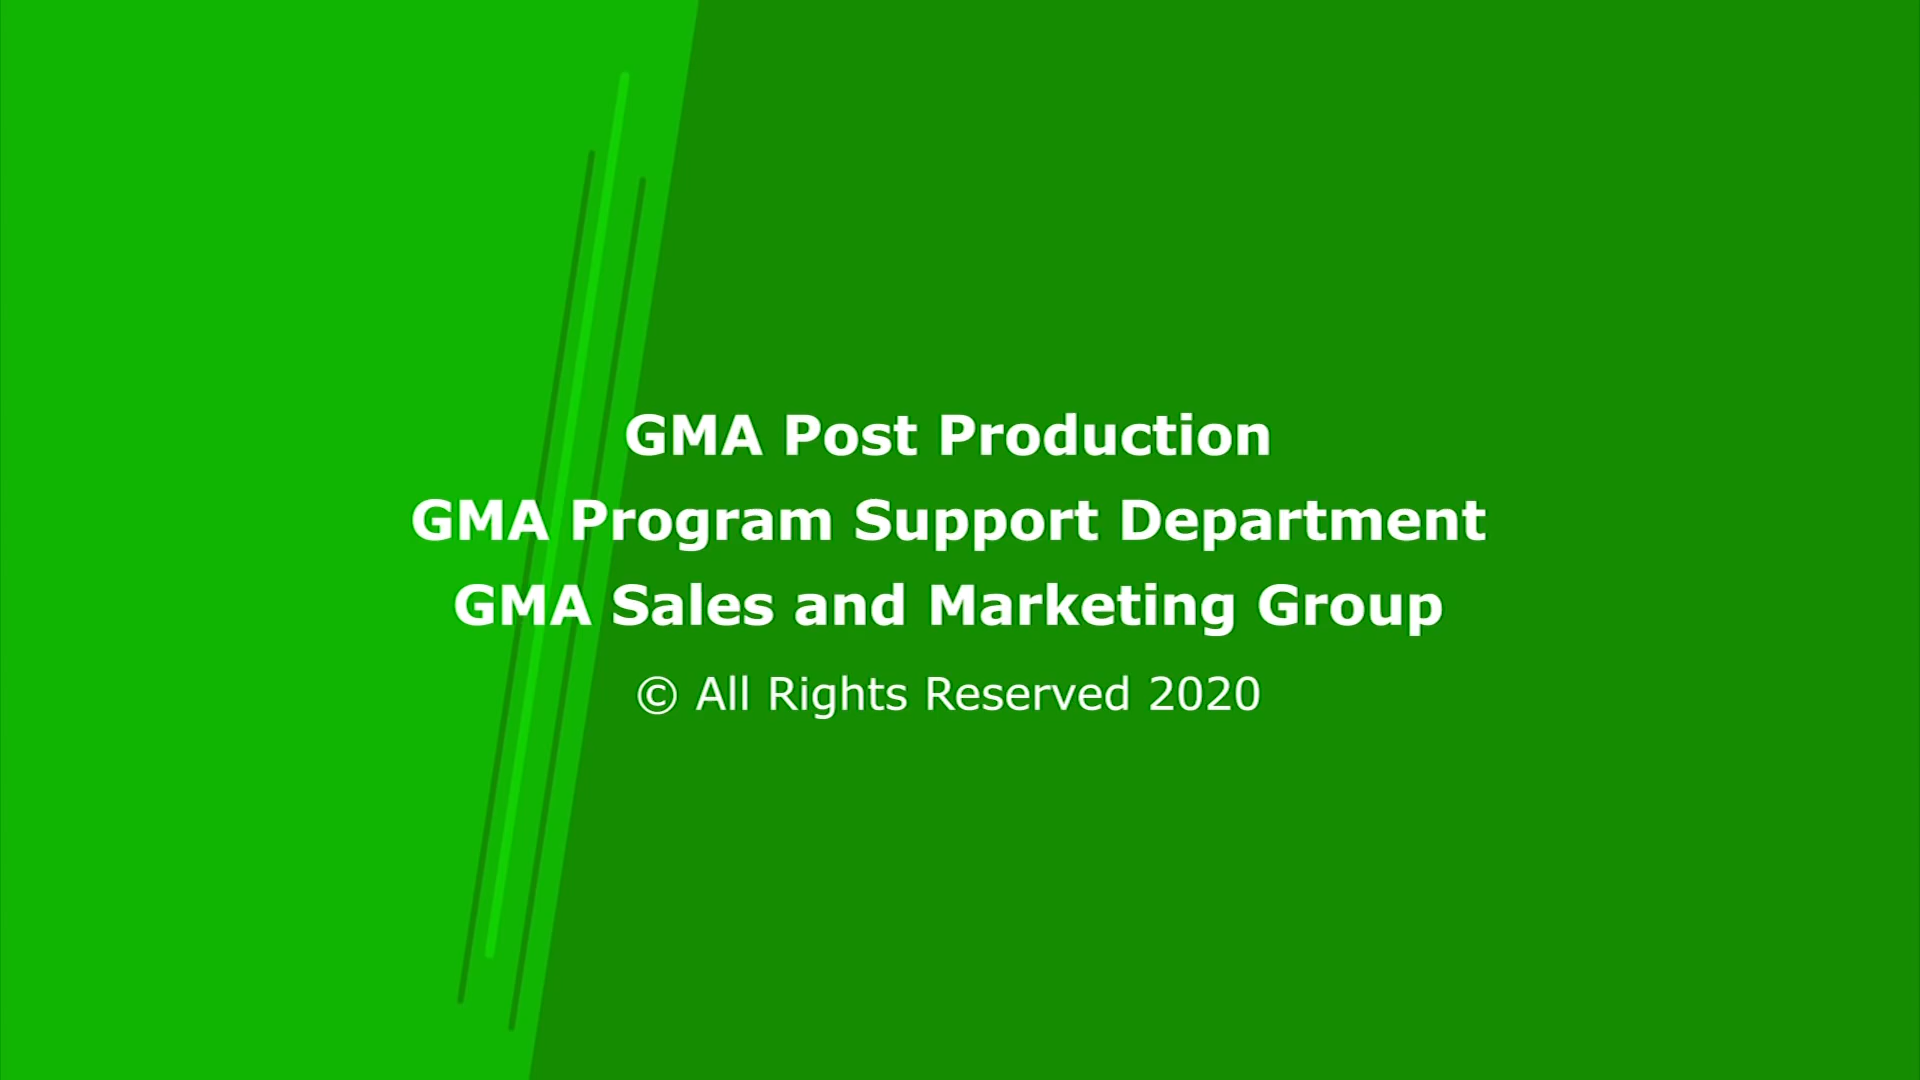 GMA Post Production
GMA Program Support Department
GMA Sales and Marketing Group
© All Rights Reserved 2020